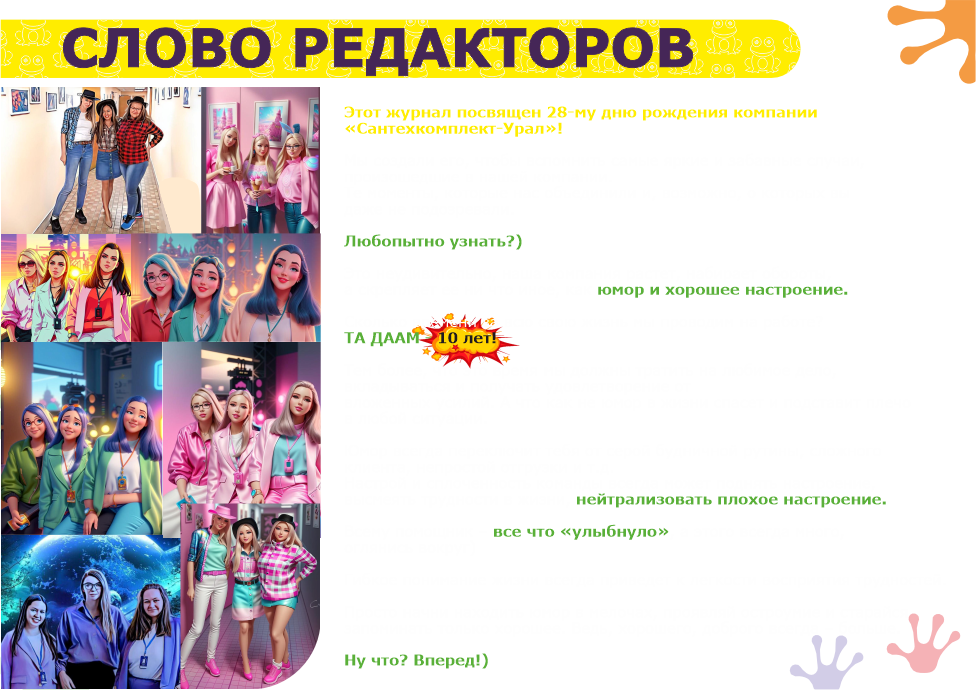 СЛОВО РЕДАКТОРОВ
Этот журнал посвящен 28-му дню рождения компании
«Сантехкомплект-Урал»!
Любопытно узнать?)
юмор и хорошее настроение.
ТА ДААМ 10 лет!
нейтрализовать плохое настроение.
все что «улыбнуло»
Ну что? Вперед!)